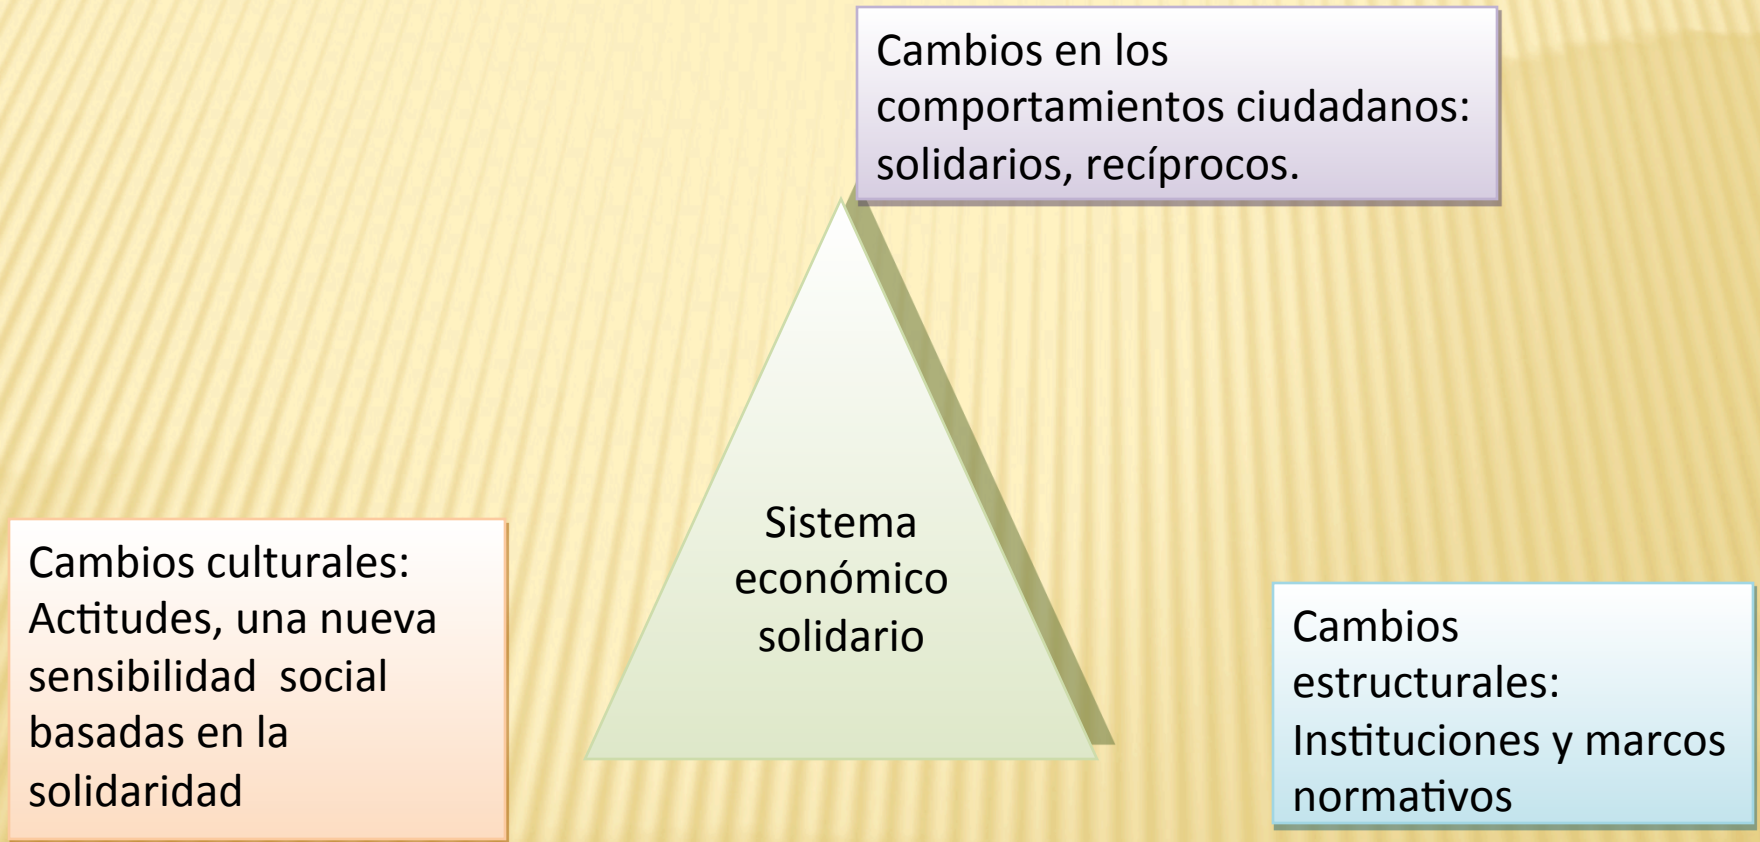 Cambios en los
comportamientos ciudadanos:
solidarios, recíprocos.
Sistema
económico
solidario
Cambios culturales:
Actitudes, una nueva
sensibilidad  social
basadas en la
solidaridad
Cambios
estructurales:
Instituciones y marcos
normativos